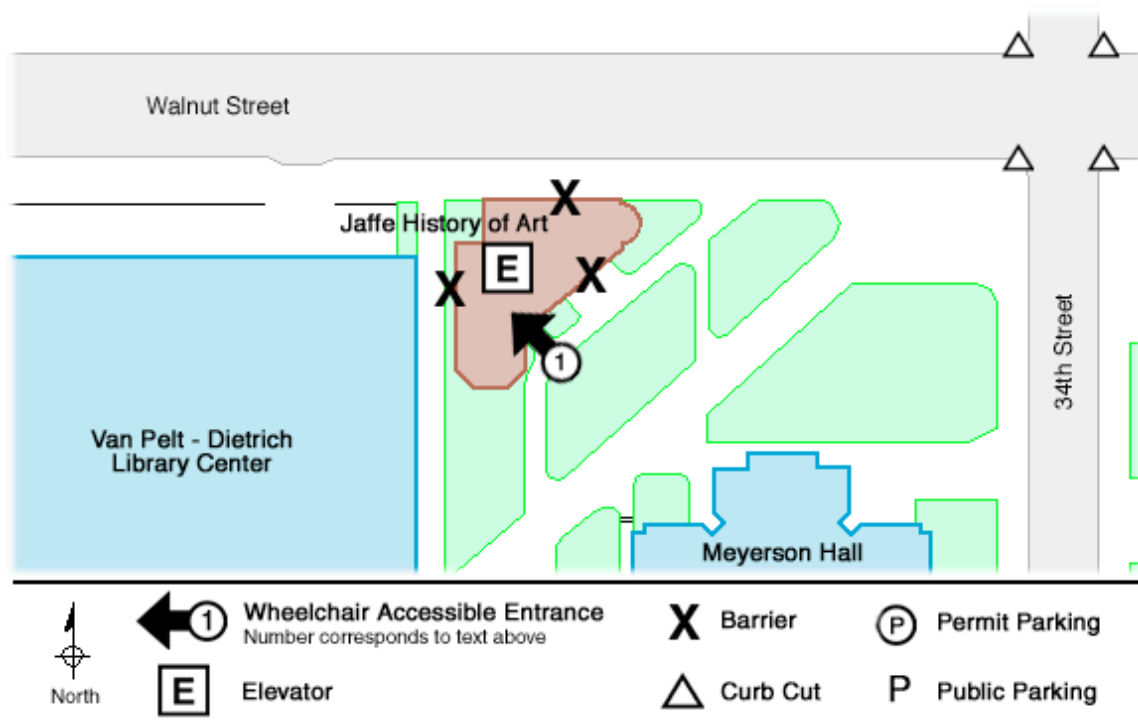 Walnut Street
Jaffe History of Art
X
E
X
X
1
34th Street
Van Pelt - Dietrich
Library Center
Meyerson Hall
1 Wheelchair Accessible Entrance
Number corresponds to text above
X Barrier
P Permit Parking
North
E Elevator
Curb Cut
P Public Parking